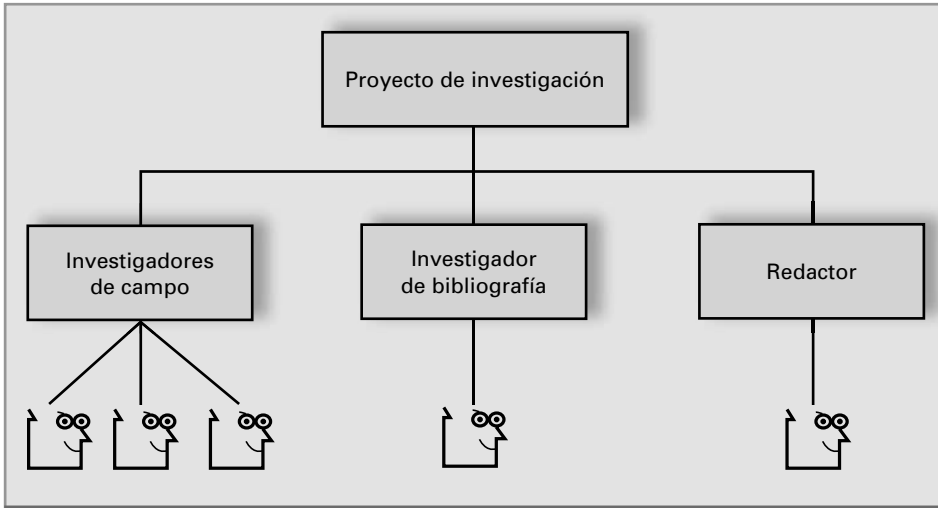 Proyecto de investigación
Investigadores
de campo
Investigador
de bibliografía
Redactor